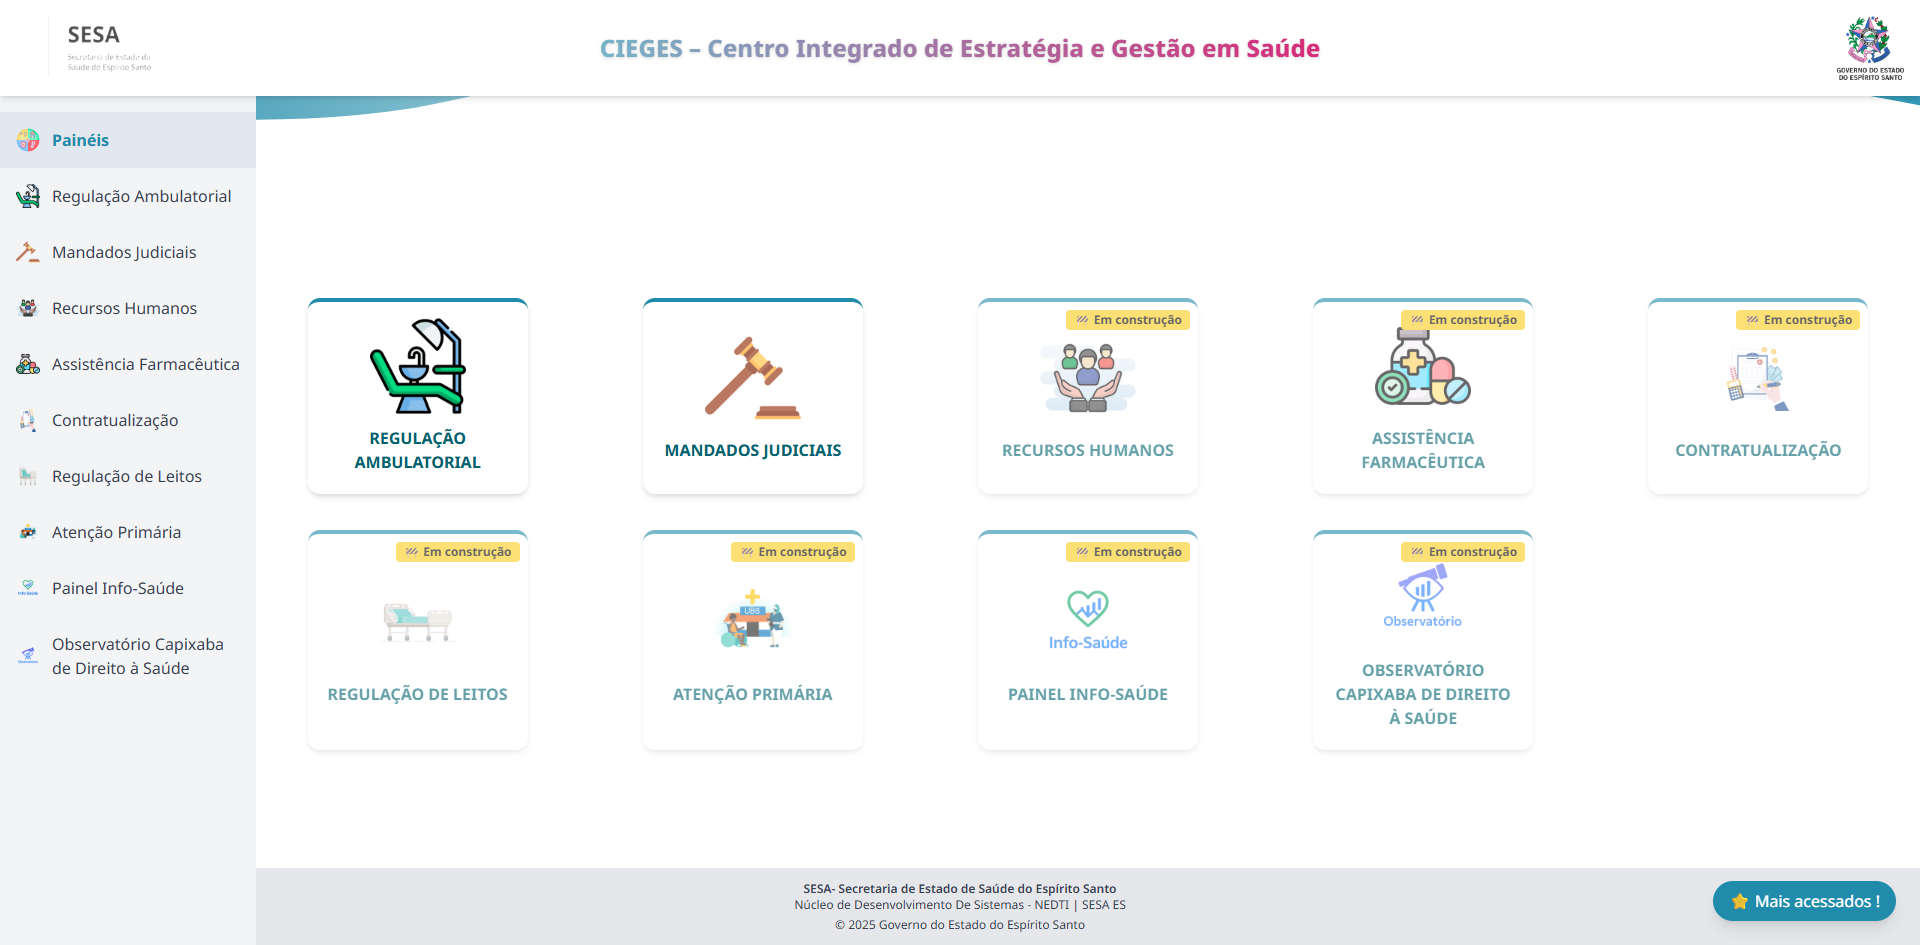 SESA
Secretaria de Estado da
Saúde do Espírito Santo
CIEGES – Centro Integrado de Estratégia e Gestão em Saúde
GOVERNO DO ESTADO
DO ESPÍRITO SANTO
Painéis
Regulação Ambulatorial
Mandados Judiciais
Recursos Humanos
Assistência Farmacêutica
Contratualização
Regulação de Leitos
Atenção Primária
Painel Info-Saúde
Observatório Capixaba
de Direito à Saúde
REGULAÇÃO
AMBULATORIAL
MANDADOS JUDICIAIS
Em construção
RECURSOS HUMANOS
Em construção
ASSISTÊNCIA
FARMACÊUTICA
Em construção
CONTRATUALIZAÇÃO
Em construção
REGULAÇÃO DE LEITOS
Em construção
UBS
ATENÇÃO PRIMÁRIA
Em construção
Info-Saúde
PAINEL INFO-SAÚDE
Em construção
Observatório
OBSERVATÓRIO
CAPIXABA DE DIREITO
À SAÚDE
SESA- Secretaria de Estado de Saúde do Espírito Santo
Núcleo de Desenvolvimento De Sistemas - NEDTI | SESA ES
© 2025 Governo do Estado do Espírito Santo
Mais acessados !